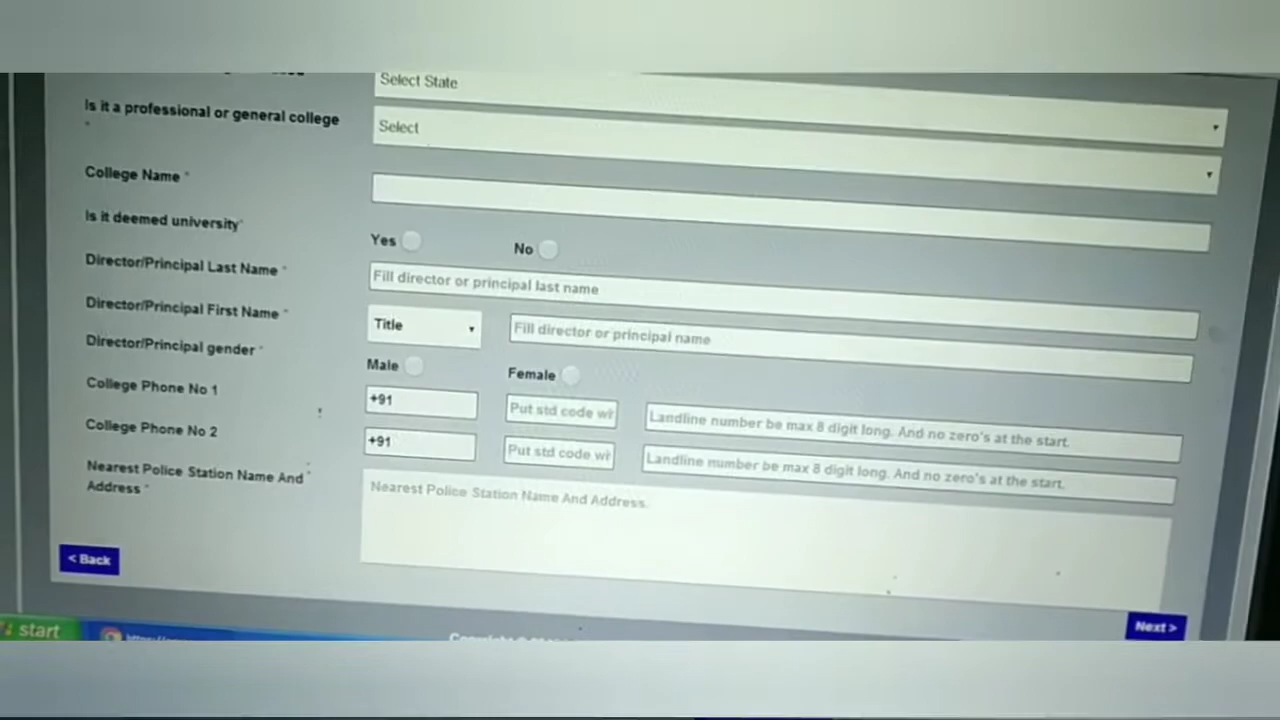 Select State
Is it a professional or general college
*
Select
College Name *
Is it deemed university*
Yes
No
Director/Principal Last Name *
Fill director or principal last name
Director/Principal First Name *
Title
Fill director or principal name
Director/Principal gender *
Male
Female
College Phone No 1
+91
Put std code wi
Landline number be max 8 digit long. And no zero's at the start.
College Phone No 2
+91
Put std code wi
Landline number be max 8 digit long. And no zero's at the start.
Nearest Police Station Name And
Address *
Nearest Police Station Name And Address.
< Back
Next >
start